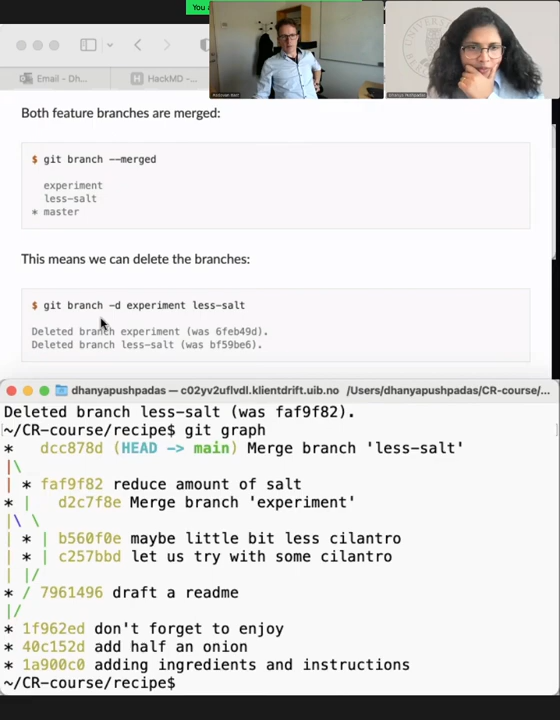 You a
Email - Dh...
HackMD -...
Both feature branches are merged:
$ git branch --merged
experiment
less-salt
* master
This means we can delete the branches:
$ git branch -d experiment less-salt
Deleted branch experiment (was 6feb49d).
Deleted branch less-salt (was bf59be6).
dhanyapushpadas — c02yv2uflvdl.klientdrift.uib.no /Users/dhanyapushpadas/CR-course/...
Deleted branch less-salt (was faf9f82).
~/CR-course/recipe$ git graph
*   dcc878d (HEAD -> main) Merge branch 'less-salt'
|\
| * faf9f82 reduce amount of salt
* |   d2c7f8e Merge branch 'experiment'
|\ \
| * | b560f0e maybe little bit less cilantro
| * | c257bbd let us try with some cilantro
| |/
* / 7961496 draft a readme
|/
* 1f962ed don't forget to enjoy
* 40c152d add half an onion
* 1a900c0 adding ingredients and instructions
~/CR-course/recipe$